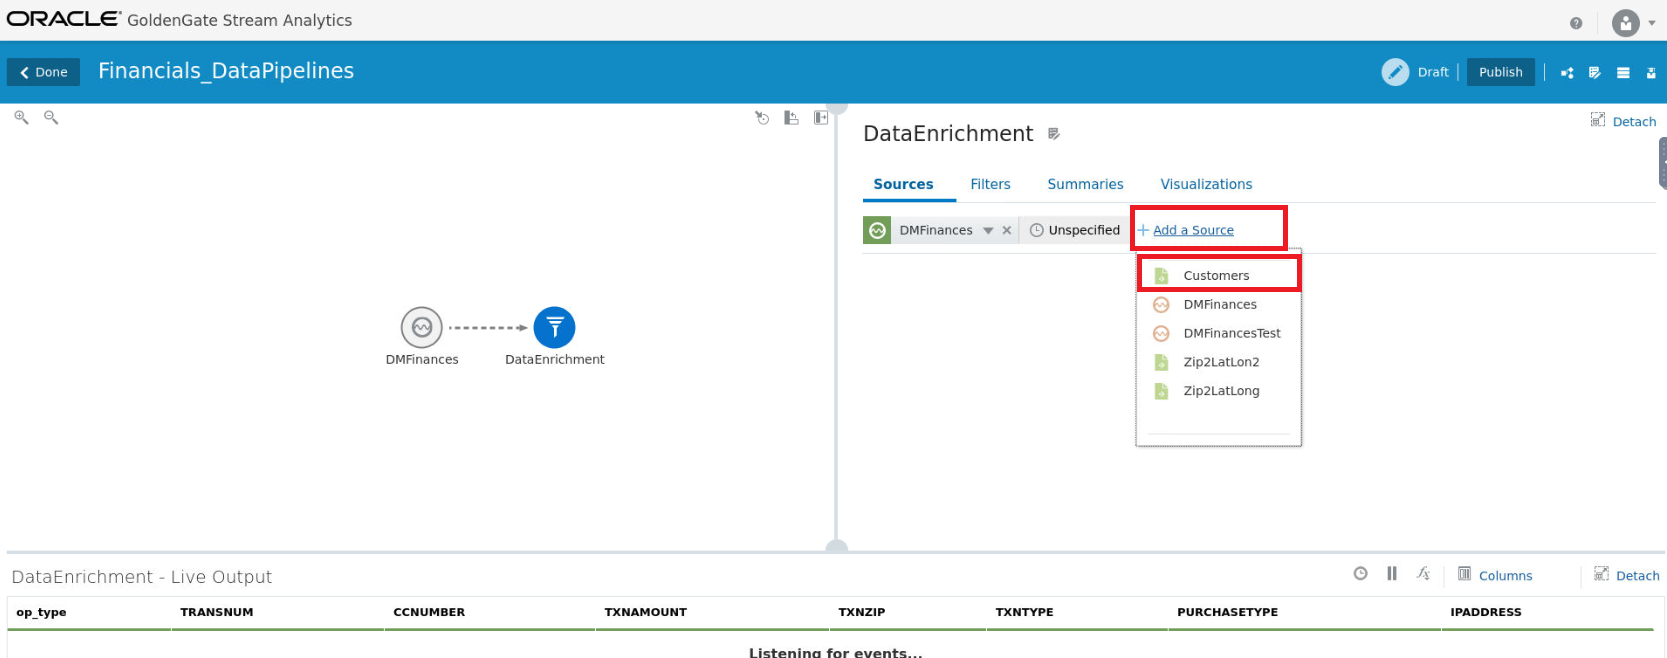 ORACLE GoldenGate Stream Analytics
Done Financials_DataPipelines Draft Publish
DataEnrichment Detach
Sources Filters Summaries Visualizations
DMFinances Unspecified Add a Source
Customers
DMFinances
DMFinancesTest
Zip2LatLon2
Zip2LatLong
DMFinances DataEnrichment
DataEnrichment - Live Output Columns Detach
op_type TRANSNUM CCNUMBER TXNAMOUNT TXNZIP TXNTYPE PURCHASETYPE IPADDRESS
Listening for events...